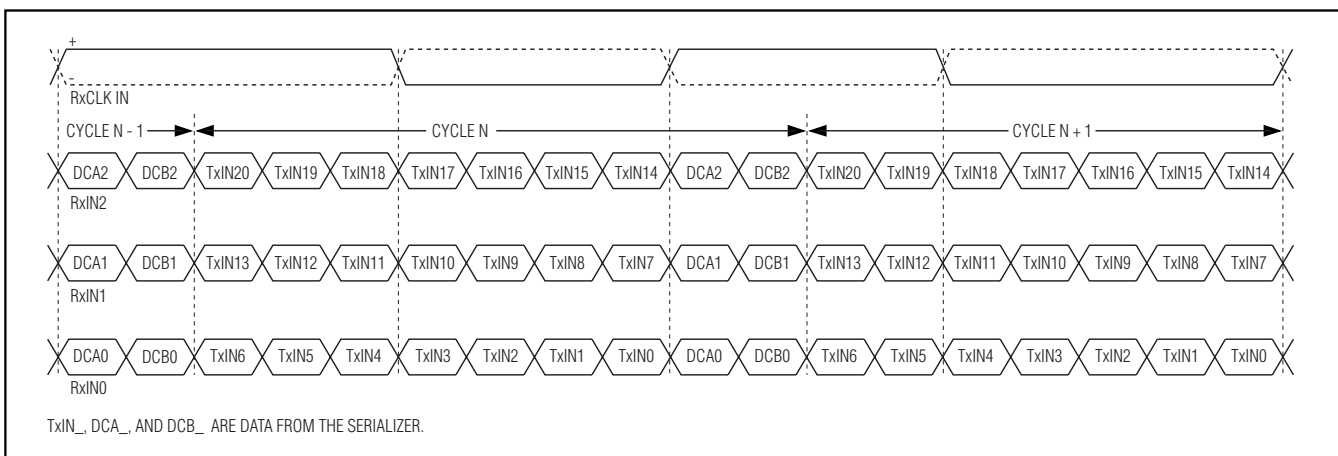 +
-
RxCLK IN
CYCLE N - 1 CYCLE N CYCLE N + 1
DCA2 DCB2 TxIN20 TxIN19 TxIN18 TxIN17 TxIN16 TxIN15 TxIN14 DCA2 DCB2 TxIN20 TxIN19 TxIN18 TxIN17 TxIN16 TxIN15 TxIN14
RxIN2
DCA1 DCB1 TxIN13 TxIN12 TxIN11 TxIN10 TxIN9 TxIN8 TxIN7 DCA1 DCB1 TxIN13 TxIN12 TxIN11 TxIN10 TxIN9 TxIN8 TxIN7
RxIN1
DCA0 DCB0 TxIN6 TxIN5 TxIN4 TxIN3 TxIN2 TxIN1 TxIN0 DCA0 DCB0 TxIN6 TxIN5 TxIN4 TxIN3 TxIN2 TxIN1 TxIN0
RxIN0
TxIN_, DCA_, AND DCB_ ARE DATA FROM THE SERIALIZER.